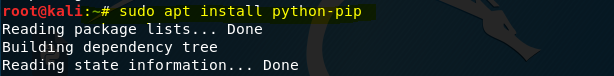 root@kali:~# sudo apt install python-pip
Reading package lists... Done
Building dependency tree
Reading state information... Done